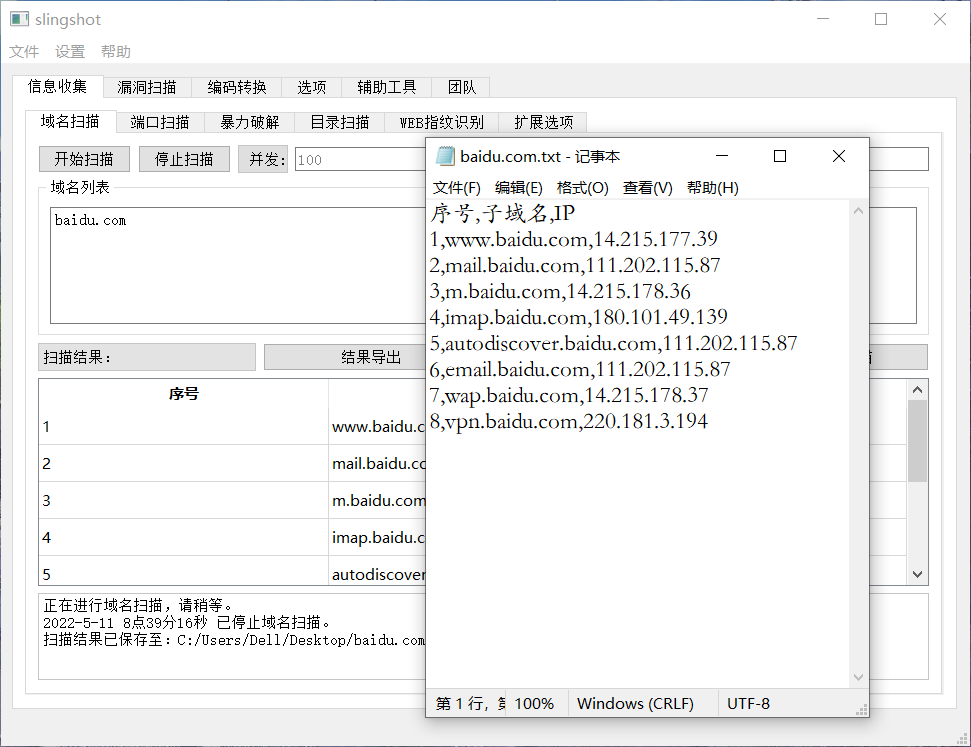 slingshot
文件 设置 帮助
信息收集 漏洞扫描 编码转换 选项 辅助工具 团队
域名扫描 端口扫描 暴力破解 目录扫描 WEB指纹识别 扩展选项
开始扫描 停止扫描 并发: 100
域名列表
baidu.com
扫描结果: 结果导出
序号
1 www.baidu.c
2 mail.baidu.co
3 m.baidu.com
4 imap.baidu.c
5 autodiscover
正在进行域名扫描，请稍等。
2022-5-11 8点39分16秒 已停止域名扫描。
扫描结果已保存至：C:/Users/Dell/Desktop/baidu.com
baidu.com.txt - 记事本
文件(F) 编辑(E) 格式(O) 查看(V) 帮助(H)
序号,子域名,IP
1,www.baidu.com,14.215.177.39
2,mail.baidu.com,111.202.115.87
3,m.baidu.com,14.215.178.36
4,imap.baidu.com,180.101.49.139
5,autodiscover.baidu.com,111.202.115.87
6,email.baidu.com,111.202.115.87
7,wap.baidu.com,14.215.178.37
8,vpn.baidu.com,220.181.3.194
第 1 行， 100% Windows (CRLF) UTF-8